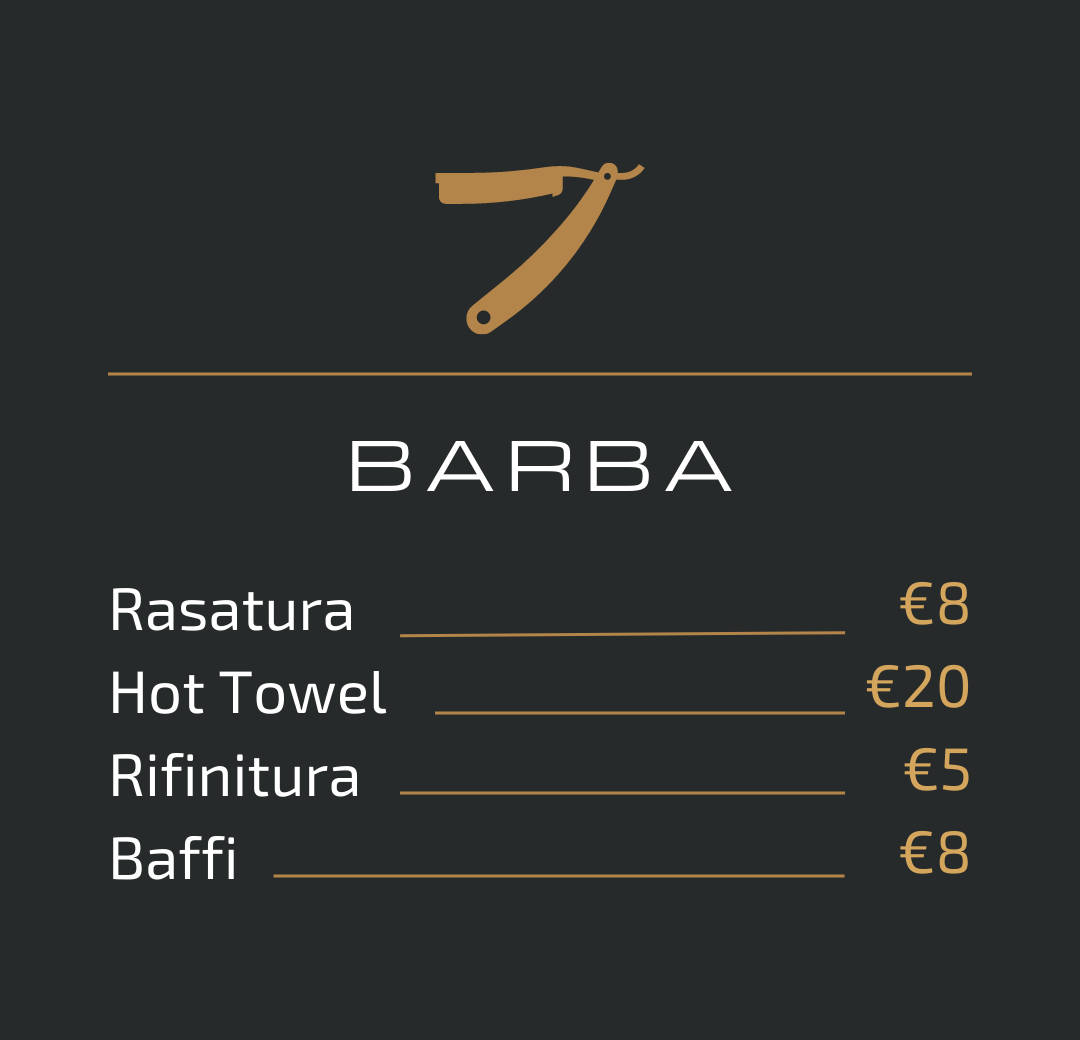 BARBA
Rasatura €8
Hot Towel €20
Rifinitura €5
Baffi €8